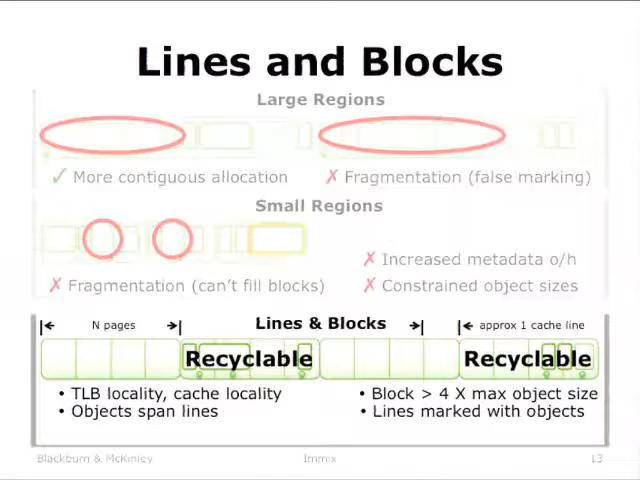 Lines and Blocks
Large Regions
✓ More contiguous allocation
✗ Fragmentation (false marking)
Small Regions
✗ Increased metadata o/h
✗ Fragmentation (can't fill blocks)
✗ Constrained object sizes
N pages
Lines & Blocks
approx 1 cache line
Recyclable
Recyclable
• TLB locality, cache locality
• Objects span lines
• Block > 4 X max object size
• Lines marked with objects
Blackburn & McKinley
Immix
13